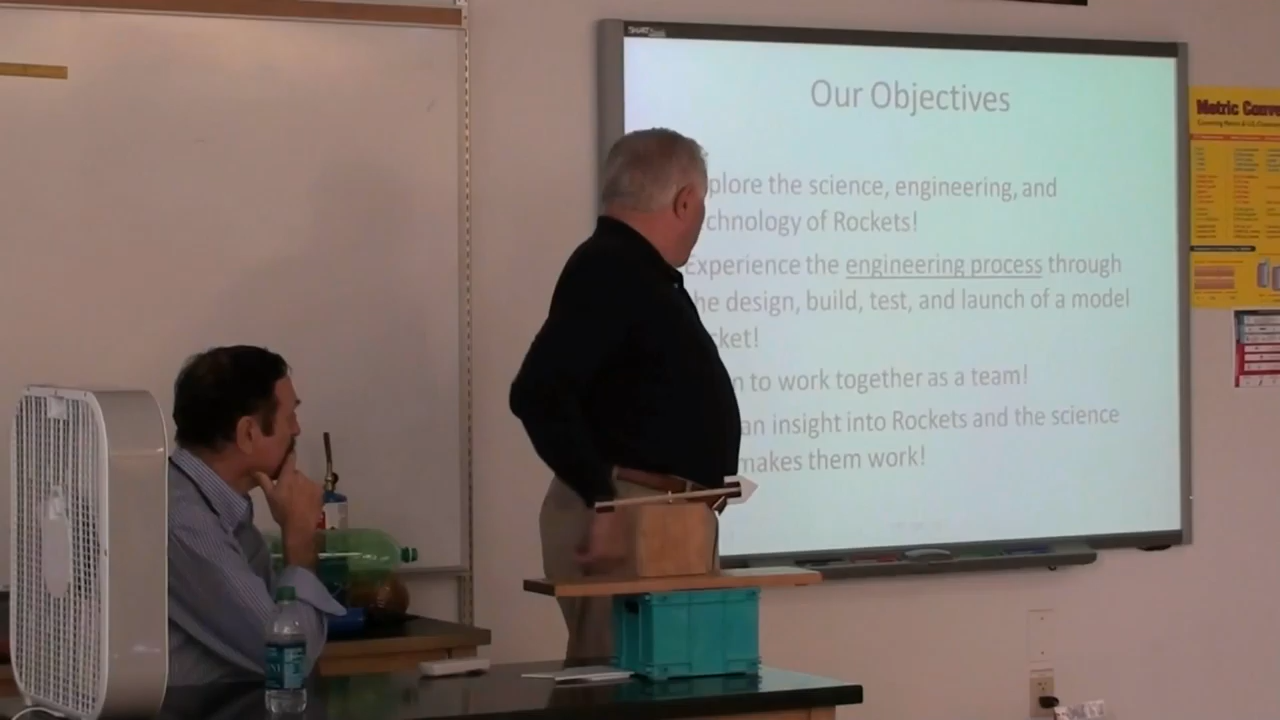 SMART
Our Objectives
plore the science, engineering, and
chnology of Rockets!
Experience the engineering process through
he design, build, test, and launch of a model
cket!
n to work together as a team!
an insight into Rockets and the science
makes them work!
Metric Conve